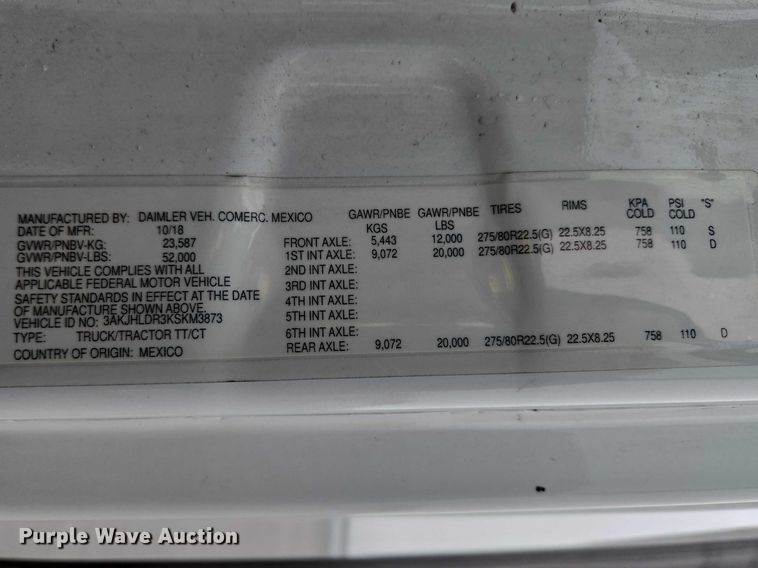 MANUFACTURED BY: DAIMLER VEH. COMERC. MEXICO GAWR/PNBE GAWR/PNBE TIRES RIMS KPA PSI "S"
DATE OF MFR: 10/18 KGS LBS COLD COLD
GVWR/PNBV-KG: 23,587 FRONT AXLE: 5,443 12,000 275/80R22.5(G) 22.5X8.25 758 110 S
GVWR/PNBV-LBS: 52,000 1ST INT AXLE: 9,072 20,000 275/80R22.5(G) 22.5X8.25 758 110 D
THIS VEHICLE COMPLIES WITH ALL 2ND INT AXLE:
APPLICABLE FEDERAL MOTOR VEHICLE 3RD INT AXLE:
SAFETY STANDARDS IN EFFECT AT THE DATE 4TH INT AXLE:
OF MANUFACTURE SHOWN ABOVE. 5TH INT AXLE:
VEHICLE ID NO: 3AKJHLDR3KSKM3873
TYPE: TRUCK/TRACTOR TT/CT 6TH INT AXLE:
COUNTRY OF ORIGIN: MEXICO REAR AXLE: 9,072 20,000 275/80R22.5(G) 22.5X8.25 758 110 D
Purple Wave Auction